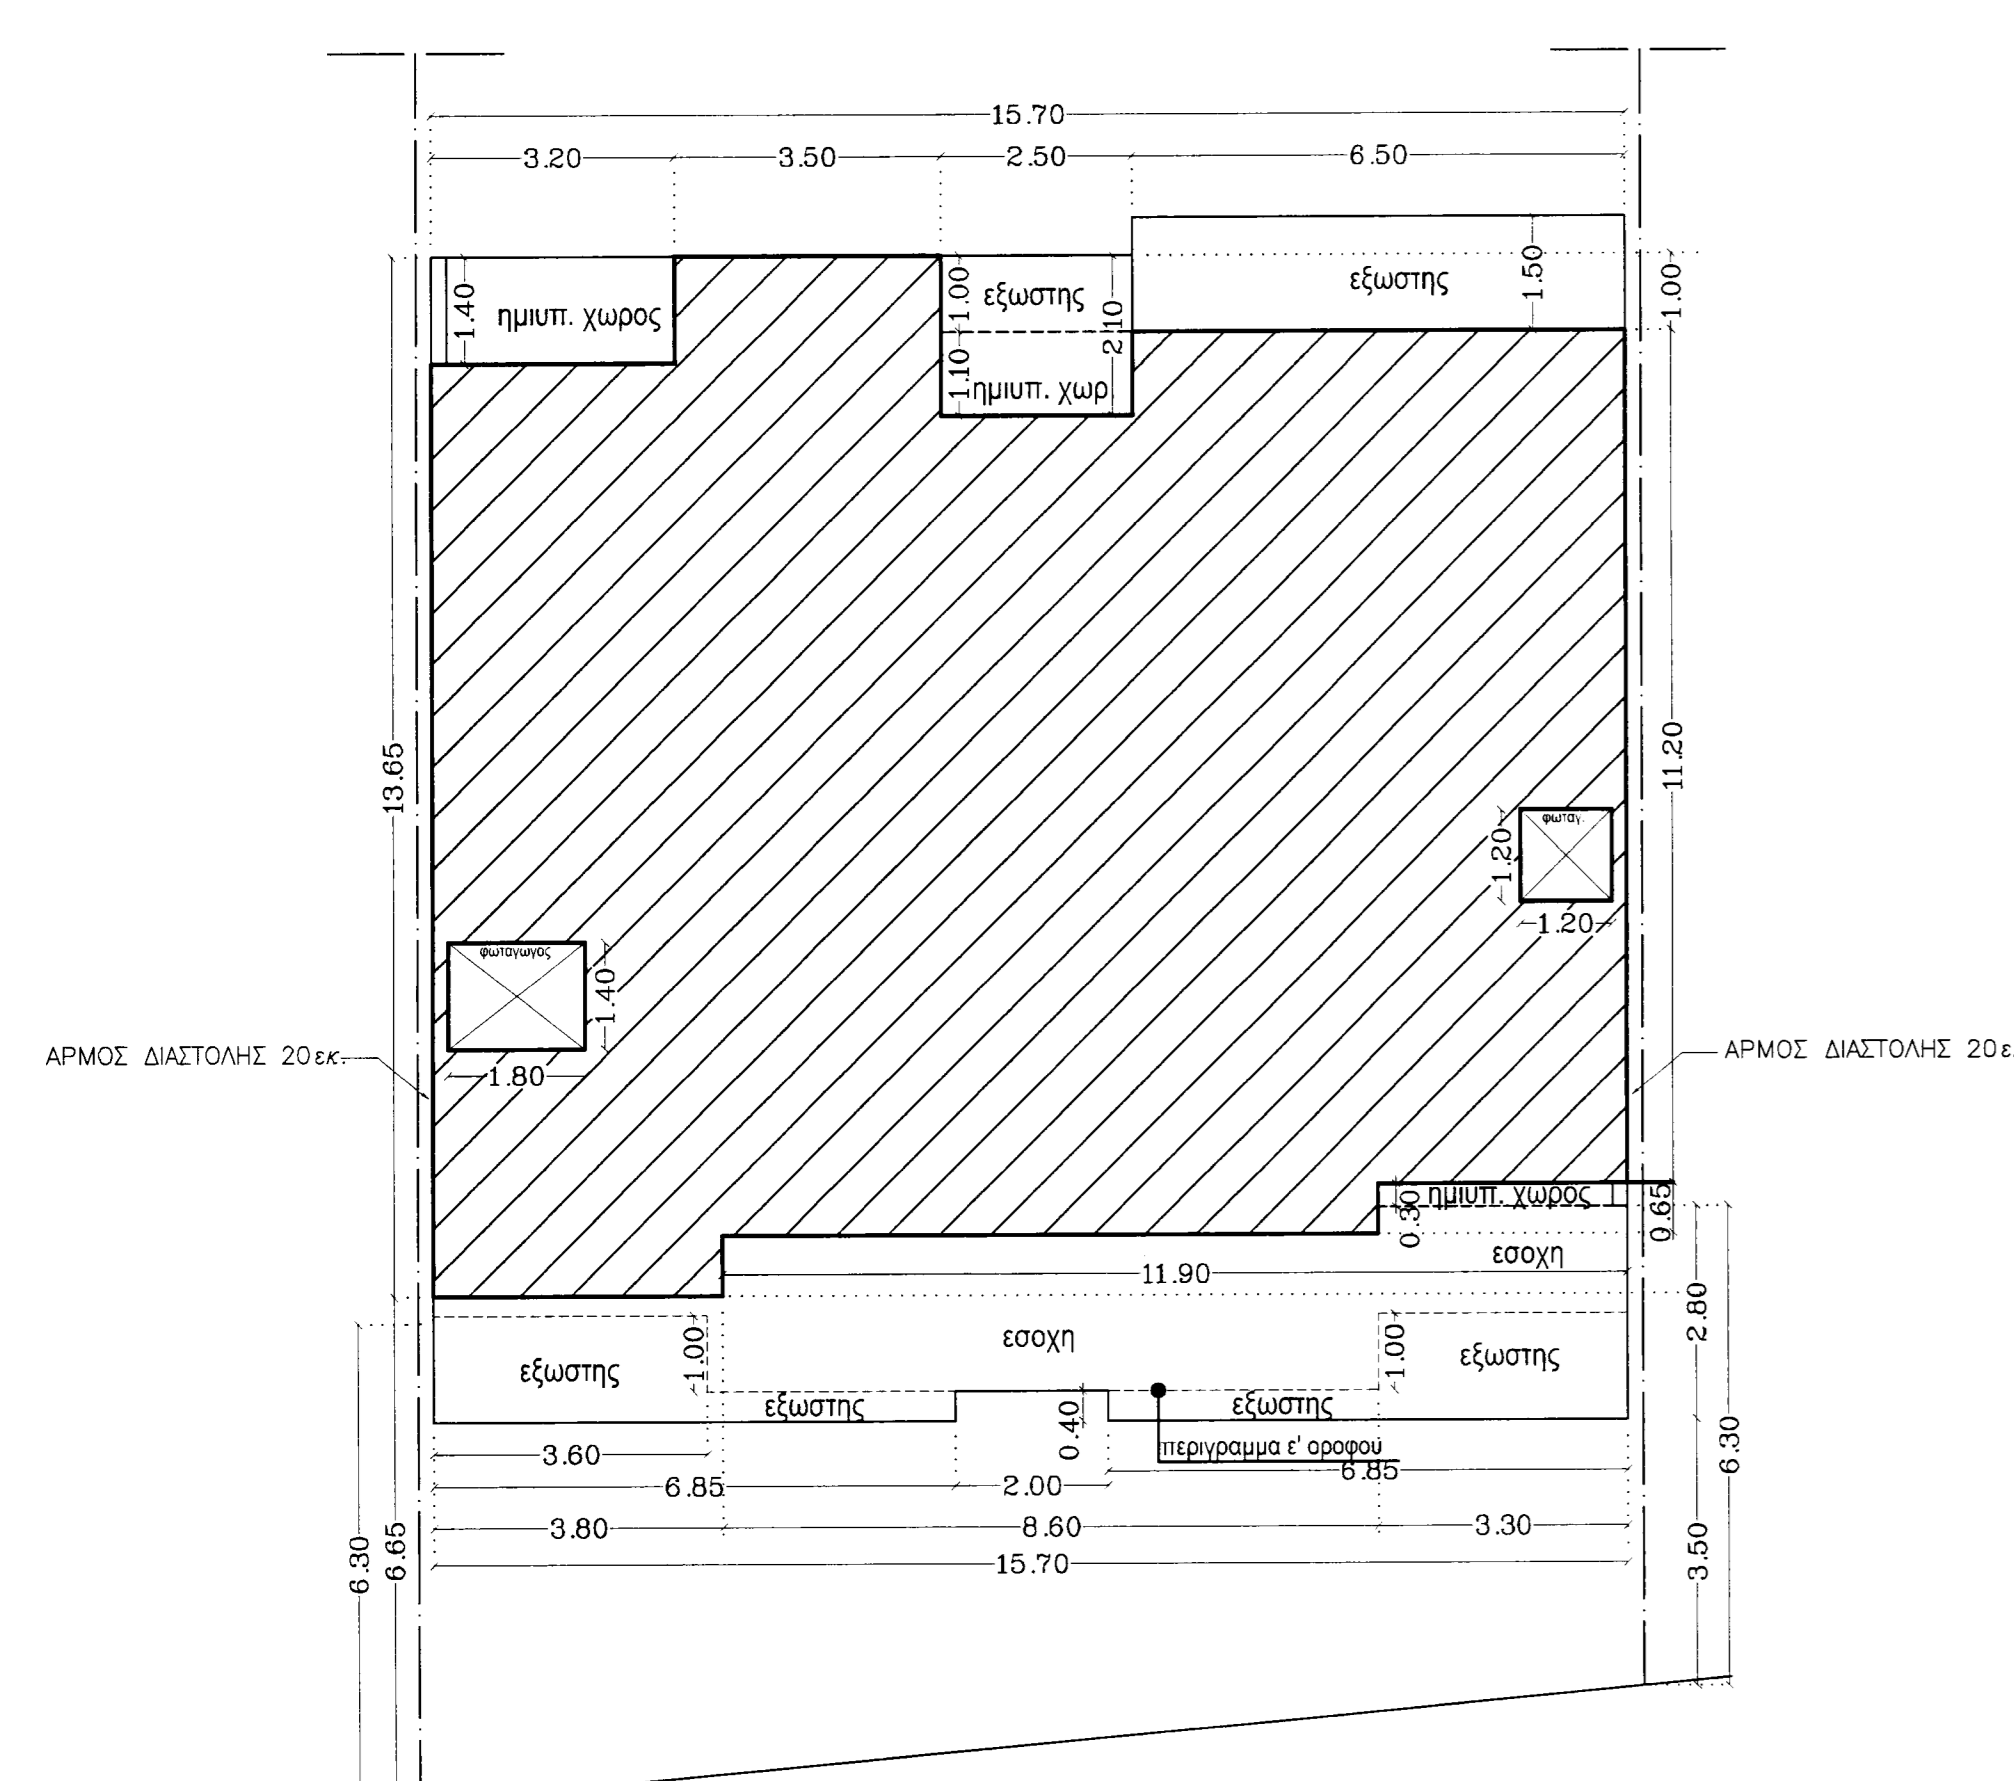 15.70
3.20 3.50 2.50 6.50
1.40
ημιυπ. χωρος
1.00
εξωστης
2.10
εξωστης
1.50
1.00
1.10
ημιυπ. χωρ
13.65
11.20
φωταγ.
1.20
1.20
φωταγωγος
1.40
1.80
ΑΡΜΟΣ ΔΙΑΣΤΟΛΗΣ 20εκ.
ΑΡΜΟΣ ΔΙΑΣΤΟΛΗΣ 20ε
ημιυπ. χωρος
0.30
0.65
εσοχη
11.90
2.80
εσοχη
1.00
1.00
εξωστης
εξωστης
εξωστης
εξωστης
0.40
περιγραμμα ε' οροφου
3.60
6.85
6.85 2.00
6.30
3.80 8.60 3.30
6.30
6.65
3.50
15.70